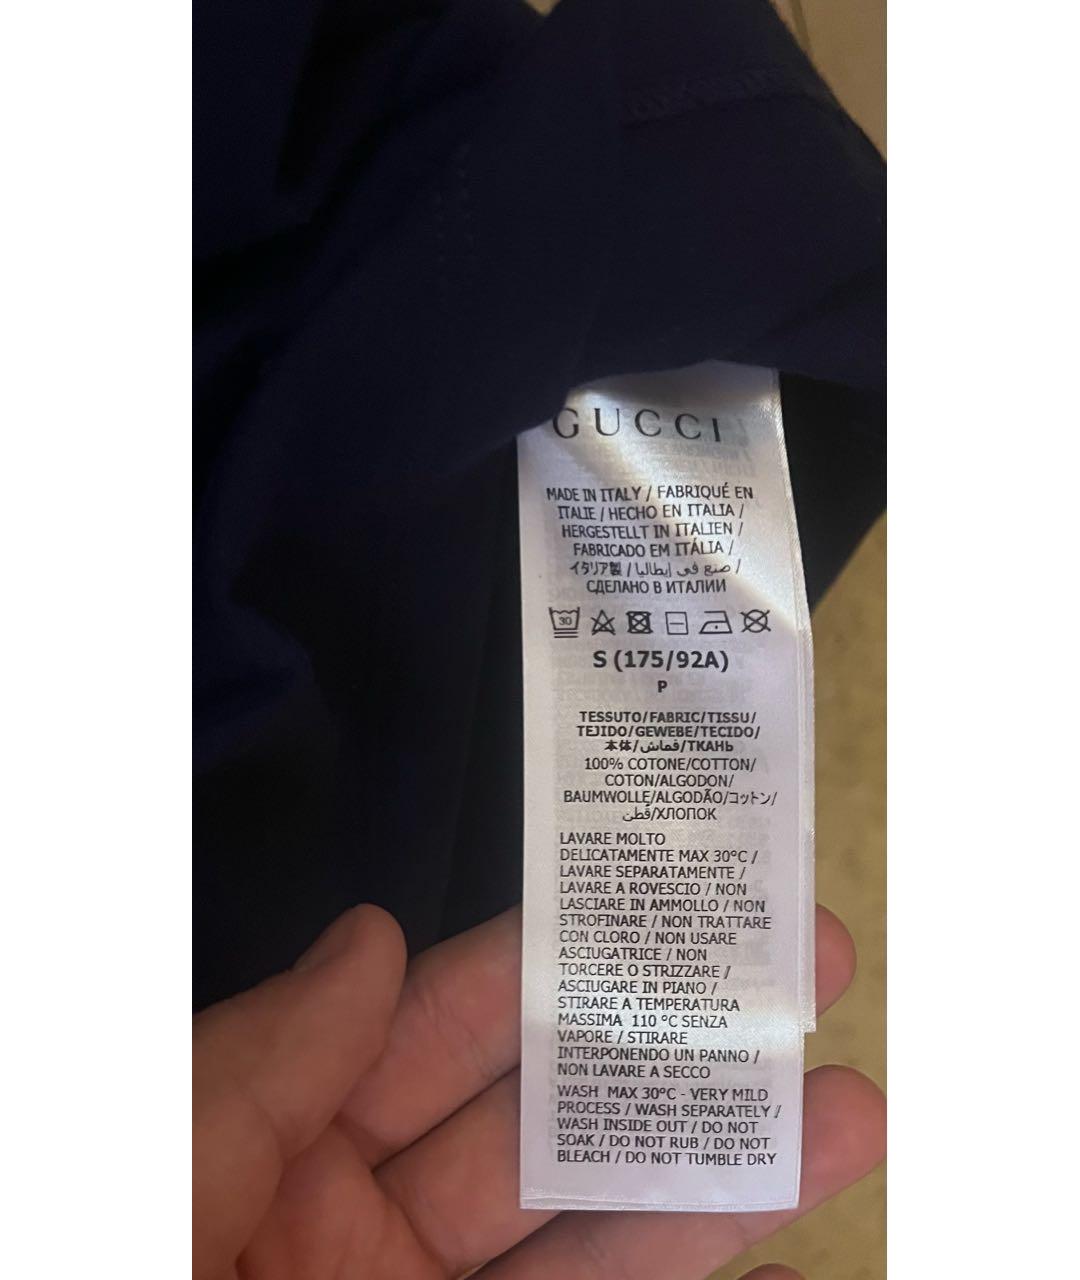 GUCCI
MADE IN ITALY / FABRIQUÉ EN
ITALIE / HECHO EN ITALIA /
HERGESTELLT IN ITALIEN /
FABRICADO EM ITÁLIA /
イタリア製 / صنع في إيطاليا /
СДЕЛАНО В ИТАЛИИ
30
S (175/92A)
P
TESSUTO/FABRIC/TISSU/
TEJIDO/GEWEBE/TECIDO/
本体/قماش/ТКАНЬ
100% COTONE/COTTON/
COTON/ALGODON/
BAUMWOLLE/ALGODÃO/コットン/
قطن/ХЛОПОК
LAVARE MOLTO
DELICATAMENTE MAX 30°C /
LAVARE SEPARATAMENTE /
LAVARE A ROVESCIO / NON
LASCIARE IN AMMOLLO / NON
STROFINARE / NON TRATTARE
CON CLORO / NON USARE
ASCIUGATRICE / NON
TORCERE O STRIZZARE /
ASCIUGARE IN PIANO /
STIRARE A TEMPERATURA
MASSIMA 110 °C SENZA
VAPORE / STIRARE
INTERPONENDO UN PANNO /
NON LAVARE A SECCO
WASH MAX 30°C - VERY MILD
PROCESS / WASH SEPARATELY /
WASH INSIDE OUT / DO NOT
SOAK / DO NOT RUB / DO NOT
BLEACH / DO NOT TUMBLE DRY